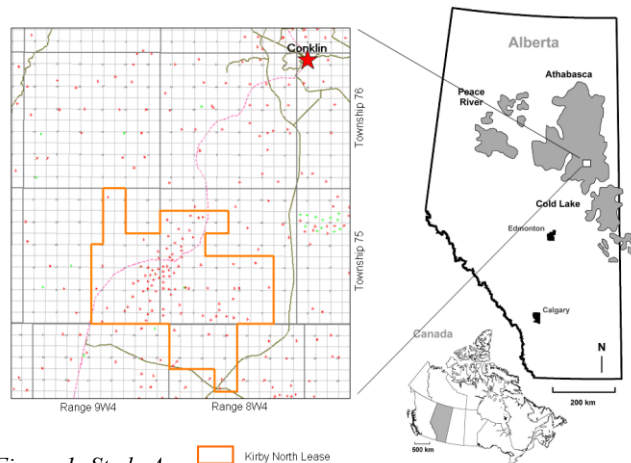 Conklin
Township 76
Township 75
Range 9W4
Range 8W4
Kirby North Lease
Alberta
Athabasca
Peace
River
Cold Lake
Edmonton
Calgary
Canada
N
200 km
500 km